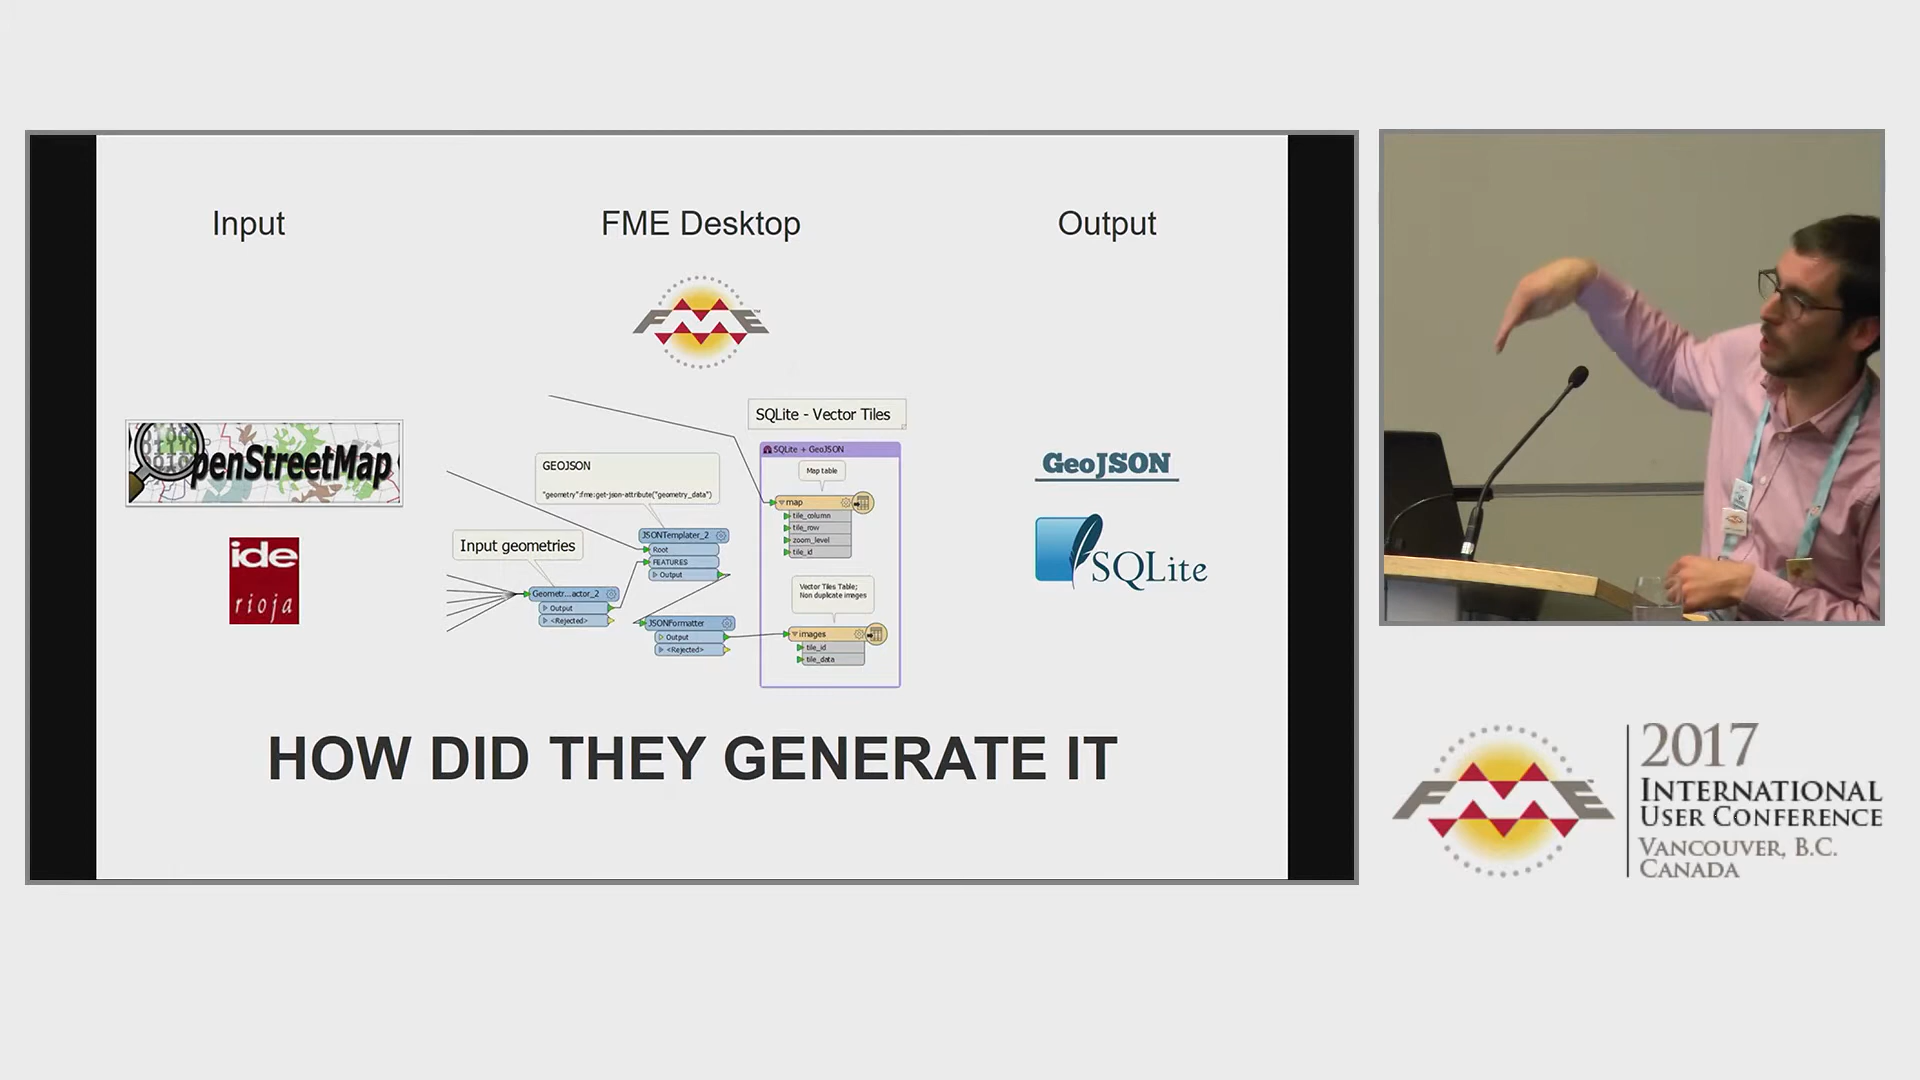 Input
FME Desktop
Output
FME
SQLite - Vector Tiles
OpenStreetMap
GeoJSON
SQLite + GeoJSON
Map table
GEOJSON
"geometry":fme:get-json-attribute("geometry_data")
map
tile_column
tile_row
zoom_level
tile_id
JSONTemplater_2
Root
FEATURES
Output
Input geometries
ide
rioja
SQLite
Vector Tiles Table;
Non duplicate images
Geometr...actor_2
Output
<Rejected>
JSONFormatter
Output
<Rejected>
images
tile_id
tile_data
HOW DID THEY GENERATE IT
FME
2017
INTERNATIONAL
USER CONFERENCE
VANCOUVER, B.C.
CANADA